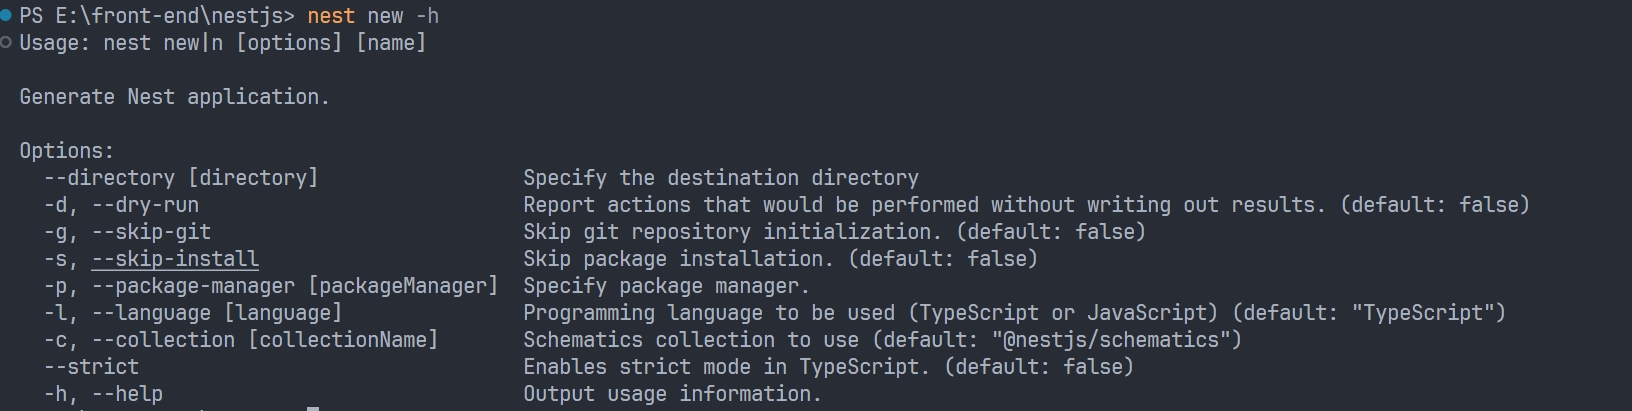 PS E:\front-end\nestjs> nest new -h
Usage: nest new|n [options] [name]
Generate Nest application.
Options:
--directory [directory] Specify the destination directory
-d, --dry-run Report actions that would be performed without writing out results. (default: false)
-g, --skip-git Skip git repository initialization. (default: false)
-s, --skip-install Skip package installation. (default: false)
-p, --package-manager [packageManager] Specify package manager.
-l, --language [language] Programming language to be used (TypeScript or JavaScript) (default: "TypeScript")
-c, --collection [collectionName] Schematics collection to use (default: "@nestjs/schematics")
--strict Enables strict mode in TypeScript. (default: false)
-h, --help Output usage information.